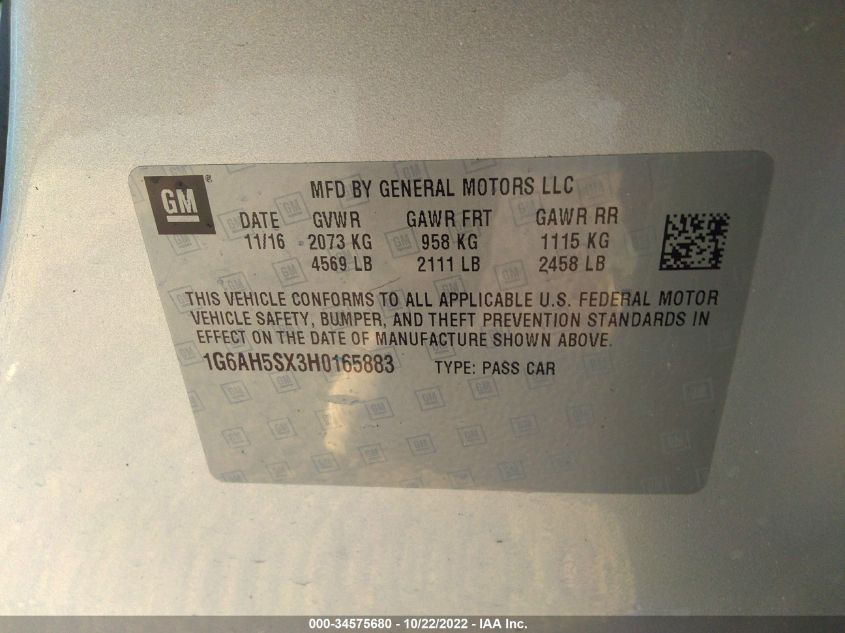 GM ®
MFD BY GENERAL MOTORS LLC
DATE GVWR GAWR FRT GAWR RR
11/16 2073 KG 958 KG 1115 KG
4569 LB 2111 LB 2458 LB
THIS VEHICLE CONFORMS TO ALL APPLICABLE U.S. FEDERAL MOTOR
VEHICLE SAFETY, BUMPER, AND THEFT PREVENTION STANDARDS IN
EFFECT ON THE DATE OF MANUFACTURE SHOWN ABOVE.
1G6AH5SX3H0165883 TYPE: PASS CAR
000-34575680 - 10/22/2022 - IAA Inc.